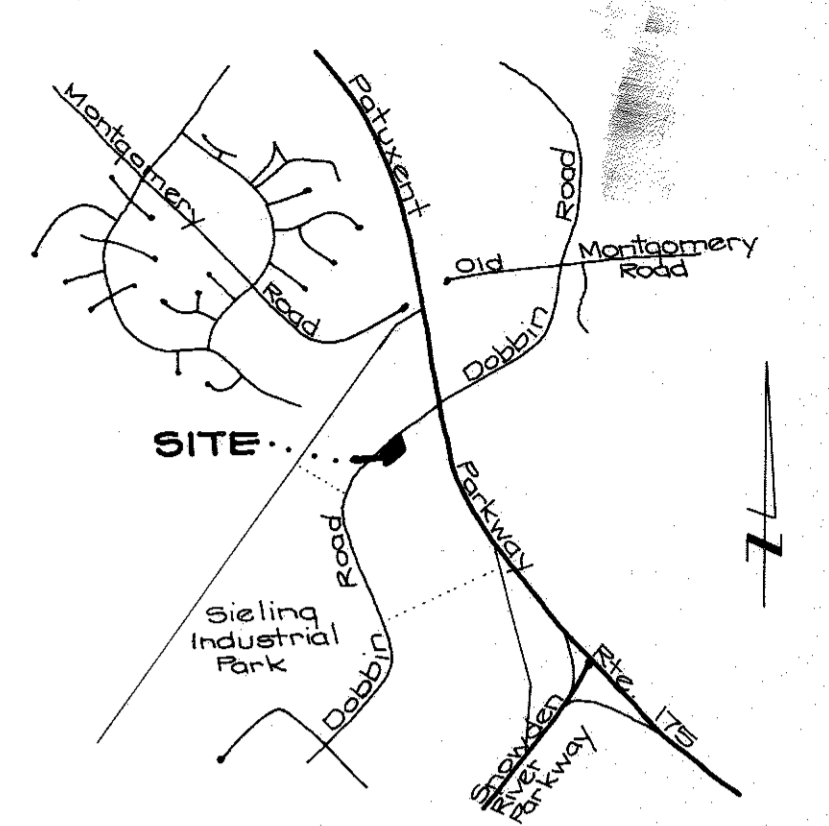 Montgomery
Road
Patuxent
Parkway
Road
Old
Montgomery
Road
Dobbin
SITE
Road
Dobbin
Sieling
Industrial
Park
Rte. 175
Snowden
River
Parkway
N